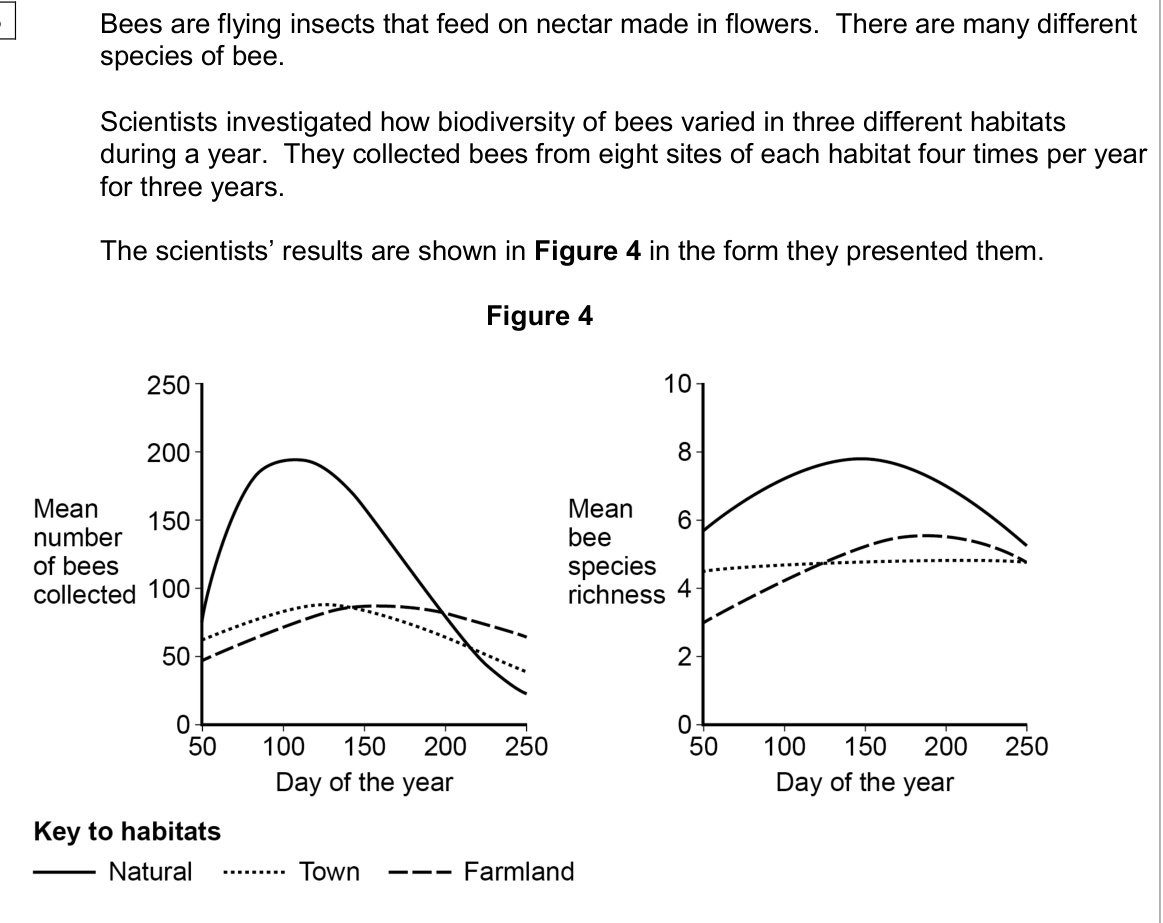 Bees are flying insects that feed on nectar made in flowers.  There are many different
species of bee.
Scientists investigated how biodiversity of bees varied in three different habitats
during a year.  They collected bees from eight sites of each habitat four times per year
for three years.
The scientists’ results are shown in Figure 4 in the form they presented them.
Figure 4
250
200
150
100
50
0
Mean
number
of bees
collected
50 100 150 200 250
Day of the year
10
8
6
4
2
0
Mean
bee
species
richness
50 100 150 200 250
Day of the year
Key to habitats
Natural Town Farmland